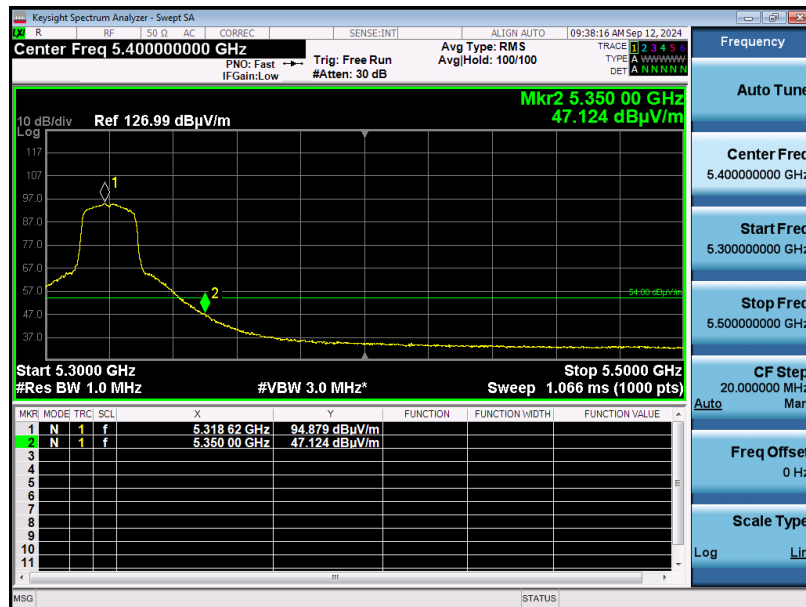 Keysight Spectrum Analyzer - Swept SA
R RF 50 Ω AC CORREC SENSE:INT ALIGN AUTO 09:38:16 AM Sep 12, 2024
Center Freq 5.400000000 GHz
PNO: Fast
IFGain:Low
Trig: Free Run
#Atten: 30 dB
Avg Type: RMS
Avg|Hold: 100/100
TRACE 1 2 3 4 5 6
TYPE A WWWWW
DET A N N N N N
Mkr2 5.350 00 GHz
47.124 dBµV/m
10 dB/div Ref 126.99 dBµV/m
Log
117
107
97.0
87.0
77.0
67.0
57.0
47.0
37.0
1
2
54.00 dBµV/m
Start 5.3000 GHz Stop 5.5000 GHz
#Res BW 1.0 MHz #VBW 3.0 MHz* Sweep 1.066 ms (1000 pts)
MKR MODE TRC SCL X Y FUNCTION FUNCTION WIDTH FUNCTION VALUE
1 N 1 f 5.318 62 GHz 94.879 dBµV/m
2 N 1 f 5.350 00 GHz 47.124 dBµV/m
3
4
5
6
7
8
9
10
11
MSG STATUS
Frequency
Auto Tune
Center Freq
5.400000000 GHz
Start Freq
5.300000000 GHz
Stop Freq
5.500000000 GHz
CF Step
20.000000 MHz
Auto Man
Freq Offset
0 Hz
Scale Type
Log Lin